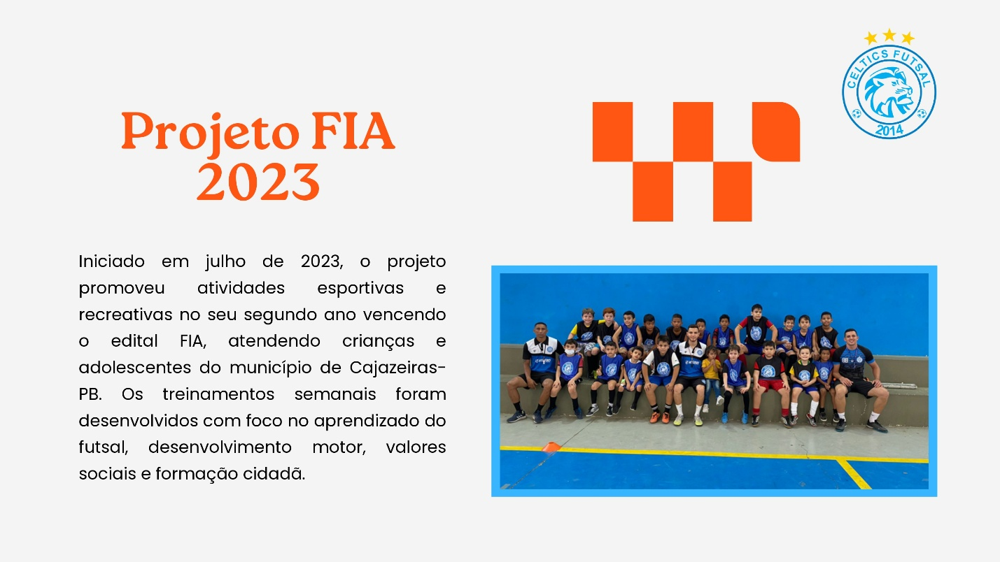 CELTICS FUTSAL
2014
Projeto FIA
2023
Iniciado em julho de 2023, o projeto
promoveu atividades esportivas e
recreativas no seu segundo ano vencendo
o edital FIA, atendendo crianças e
adolescentes do município de Cajazeiras-
PB. Os treinamentos semanais foram
desenvolvidos com foco no aprendizado do
futsal, desenvolvimento motor, valores
sociais e formação cidadã.